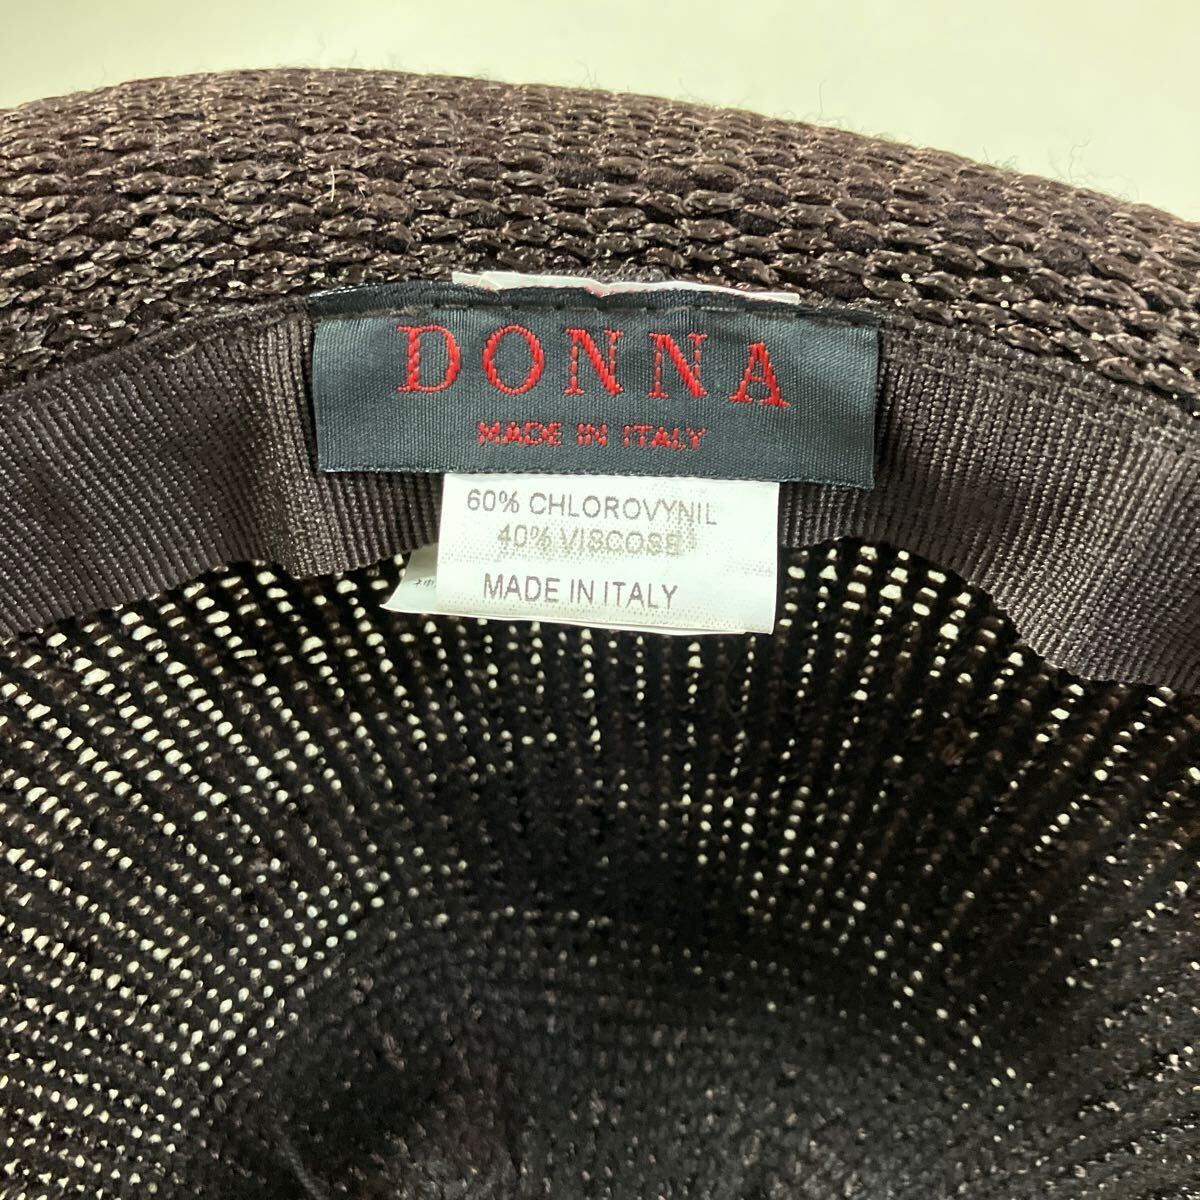 DONNA
MADE IN ITALY
60% CHLOROVYNIL
40% VISCOSE
MADE IN ITALY